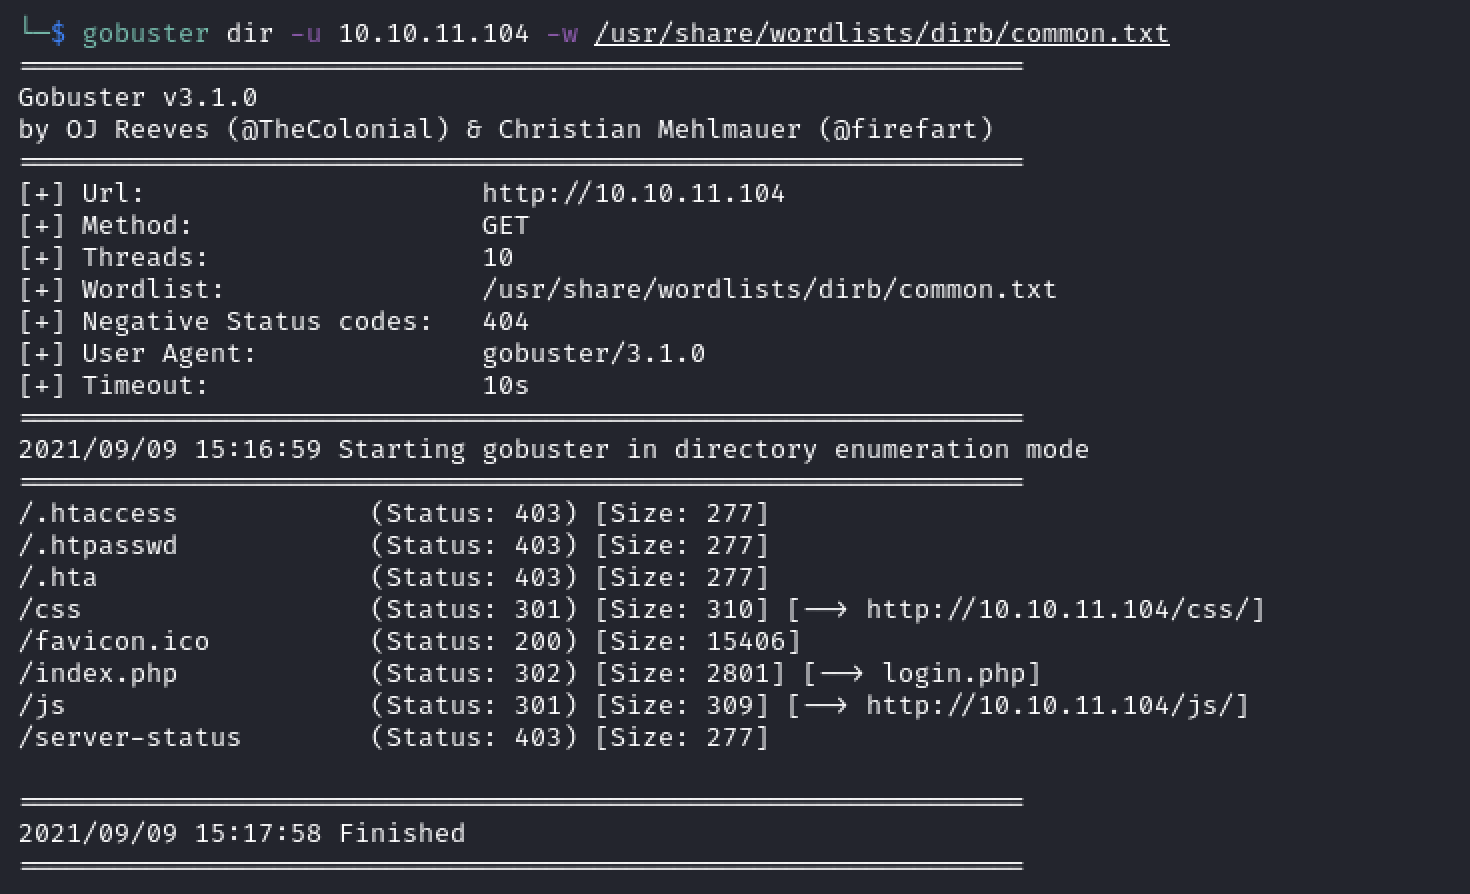 └─$ gobuster dir -u 10.10.11.104 -w /usr/share/wordlists/dirb/common.txt
===============================================================
Gobuster v3.1.0
by OJ Reeves (@TheColonial) & Christian Mehlmauer (@firefart)
===============================================================
[+] Url:                     http://10.10.11.104
[+] Method:                  GET
[+] Threads:                 10
[+] Wordlist:                /usr/share/wordlists/dirb/common.txt
[+] Negative Status codes:   404
[+] User Agent:              gobuster/3.1.0
[+] Timeout:                 10s
===============================================================
2021/09/09 15:16:59 Starting gobuster in directory enumeration mode
===============================================================
/.htaccess            (Status: 403) [Size: 277]
/.htpasswd            (Status: 403) [Size: 277]
/.hta                 (Status: 403) [Size: 277]
/css                  (Status: 301) [Size: 310] [--> http://10.10.11.104/css/]
/favicon.ico          (Status: 200) [Size: 15406]
/index.php            (Status: 302) [Size: 2801] [--> login.php]
/js                   (Status: 301) [Size: 309] [--> http://10.10.11.104/js/]
/server-status        (Status: 403) [Size: 277]
===============================================================
2021/09/09 15:17:58 Finished
===============================================================